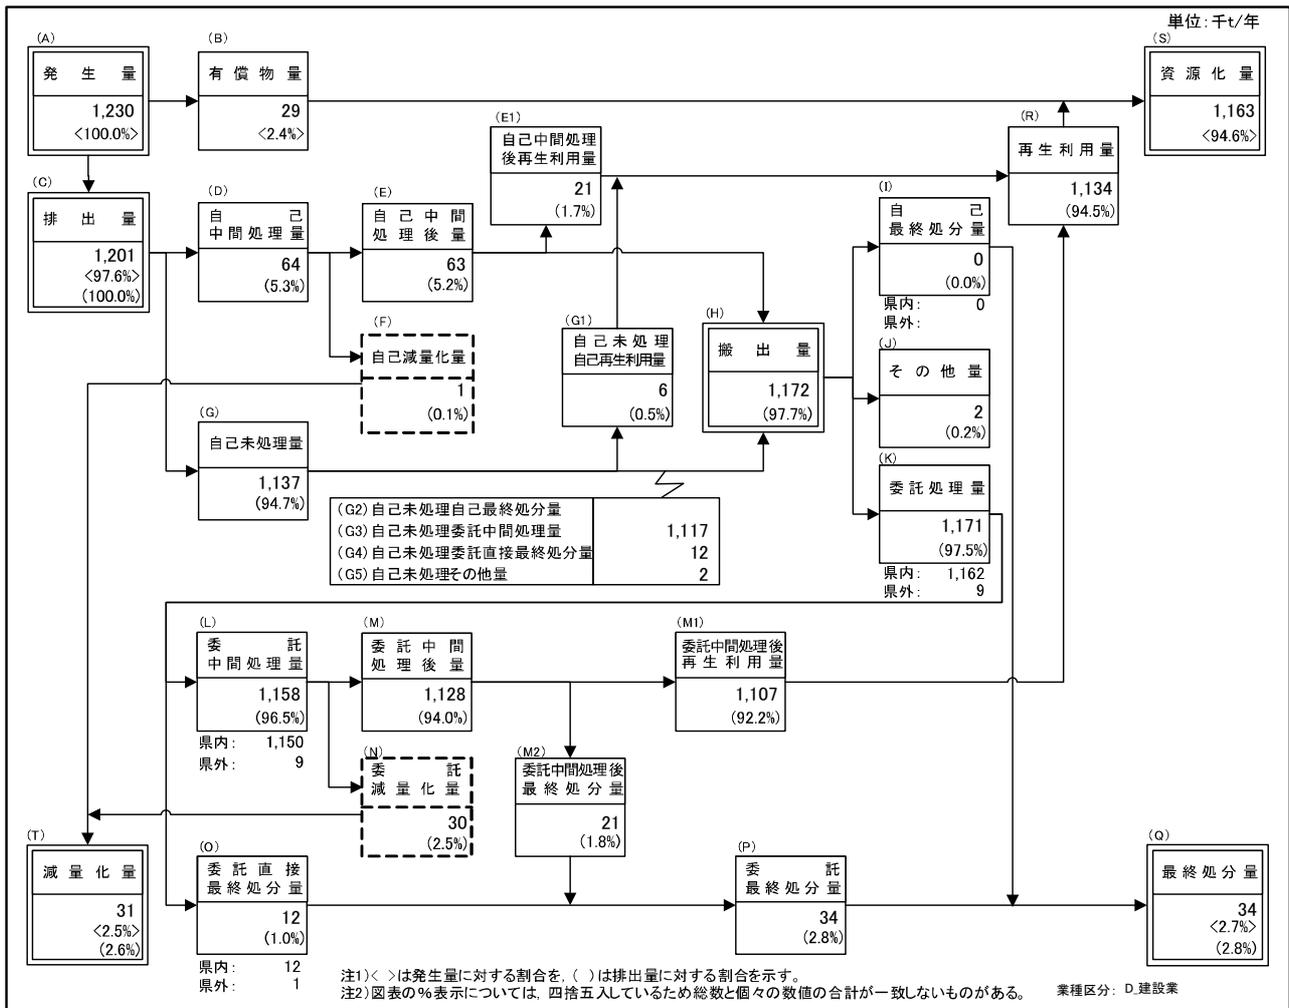 単位：千t/年
(A)
発生量
1,230
<100.0%>
(B)
有償物量
29
<2.4%>
(S)
資源化量
1,163
<94.6%>
(E1)
自己中間処理
後再生利用量
21
(1.7%)
(R)
再生利用量
1,134
(94.5%)
(C)
排出量
1,201
<97.6%>
(100.0%)
(D)
自己
中間処理量
64
(5.3%)
(E)
自己中間
処理後量
63
(5.2%)
(I)
自己
最終処分量
0
(0.0%)
県内： 0
県外：
(F)
自己減量化量
1
(0.1%)
(G1)
自己未処理
自己再生利用量
6
(0.5%)
(H)
搬出量
1,172
(97.7%)
(J)
その他量
2
(0.2%)
(G)
自己未処理量
1,137
(94.7%)
(K)
委託処理量
1,171
(97.5%)
県内： 1,162
県外： 9
(G2)自己未処理自己最終処分量
(G3)自己未処理委託中間処理量 1,117
(G4)自己未処理委託直接最終処分量 12
(G5)自己未処理その他量 2
(L)
委託
中間処理量
1,158
(96.5%)
県内： 1,150
県外： 9
(M)
委託中間
処理後量
1,128
(94.0%)
(M1)
委託中間処理後
再生利用量
1,107
(92.2%)
(N)
委託
減量化量
30
(2.5%)
(M2)
委託中間処理後
最終処分量
21
(1.8%)
(T)
減量化量
31
<2.5%>
(2.6%)
(O)
委託直接
最終処分量
12
(1.0%)
県内： 12
県外： 1
(P)
委託
最終処分量
34
(2.8%)
(Q)
最終処分量
34
<2.7%>
(2.8%)
注1)< >は発生量に対する割合を，( )は排出量に対する割合を示す。
注2)図表の%表示については，四捨五入しているため総数と個々の数値の合計が一致しないものがある。
業種区分：D_建設業